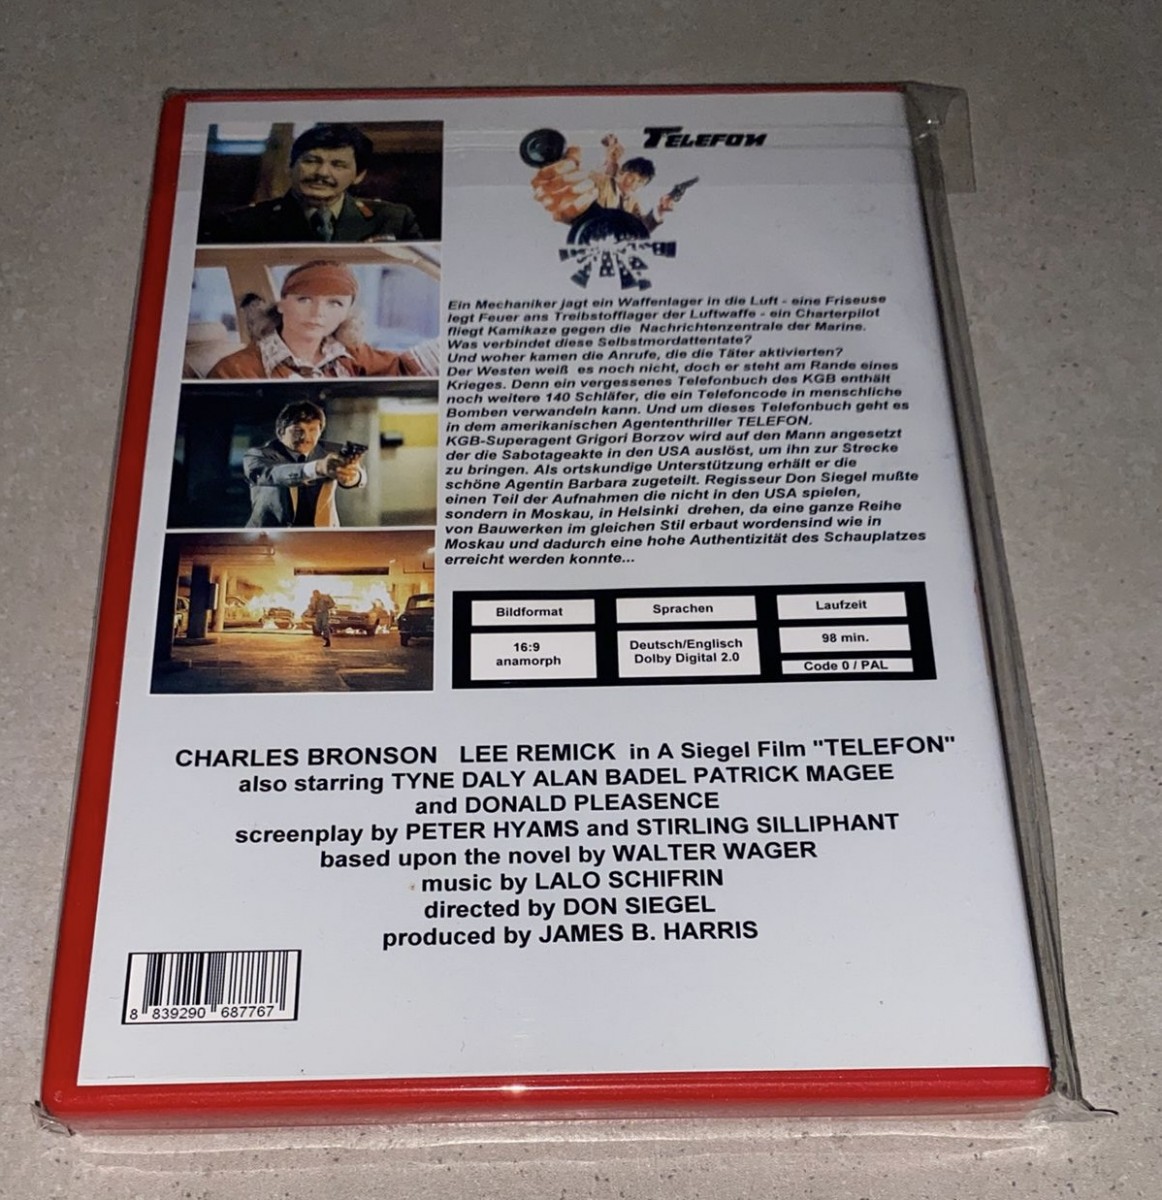 TELEFON
Ein Mechaniker jagt ein Waffenlager in die Luft - eine Friseuse
legt Feuer ans Treibstofflager der Luftwaffe - ein Charterpilot
fliegt Kamikaze gegen die Nachrichtenzentrale der Marine.
Was verbindet diese Selbstmordattentate?
Und woher kamen die Anrufe, die die Täter aktivierten?
Der Westen weiß es noch nicht, doch er steht am Rande eines
Krieges. Denn ein vergessenes Telefonbuch des KGB enthält
noch weitere 140 Schläfer, die ein Telefoncode in menschliche
Bomben verwandeln kann. Und um dieses Telefonbuch geht es
in dem amerikanischen Agententhriller TELEFON.
KGB-Superagent Grigori Borzov wird auf den Mann angesetzt
der die Sabotageakte in den USA auslöst, um ihn zur Strecke
zu bringen. Als ortskundige Unterstützung erhält er die
schöne Agentin Barbara zugeteilt. Regisseur Don Siegel mußte
einen Teil der Aufnahmen die nicht in den USA spielen,
sondern in Moskau, in Helsinki drehen, da eine ganze Reihe
von Bauwerken im gleichen Stil erbaut wordensind wie in
Moskau und dadurch eine hohe Authentizität des Schauplatzes
erreicht werden konnte...
Bildformat
16:9
anamorph
Sprachen
Deutsch/Englisch
Dolby Digital 2.0
Laufzeit
98 min.
Code 0 / PAL
CHARLES BRONSON LEE REMICK in A Siegel Film "TELEFON"
also starring TYNE DALY ALAN BADEL PATRICK MAGEE
and DONALD PLEASENCE
screenplay by PETER HYAMS and STIRLING SILLIPHANT
based upon the novel by WALTER WAGER
music by LALO SCHIFRIN
directed by DON SIEGEL
produced by JAMES B. HARRIS
8 839290 687767